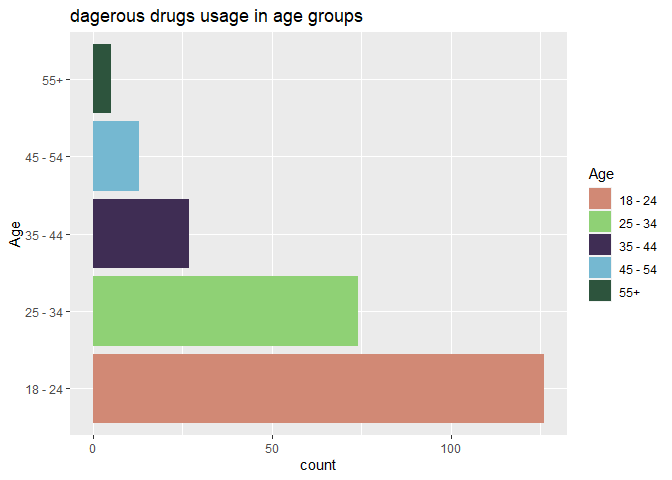 dagerous drugs usage in age groups
55+
45 - 54
35 - 44
25 - 34
18 - 24
Age
0
50
100
count
Age
18 - 24
25 - 34
35 - 44
45 - 54
55+